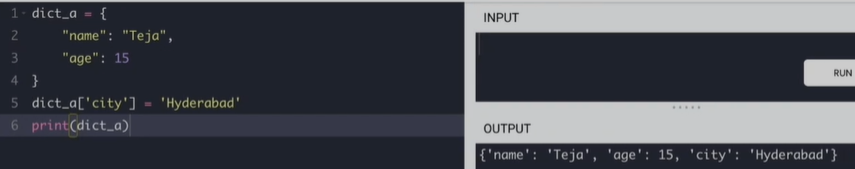 1 dict_a = {
2     "name": "Teja",
3     "age": 15
4 }
5 dict_a['city'] = 'Hyderabad'
6 print(dict_a)
INPUT
RUN
OUTPUT
{'name': 'Teja', 'age': 15, 'city': 'Hyderabad'}